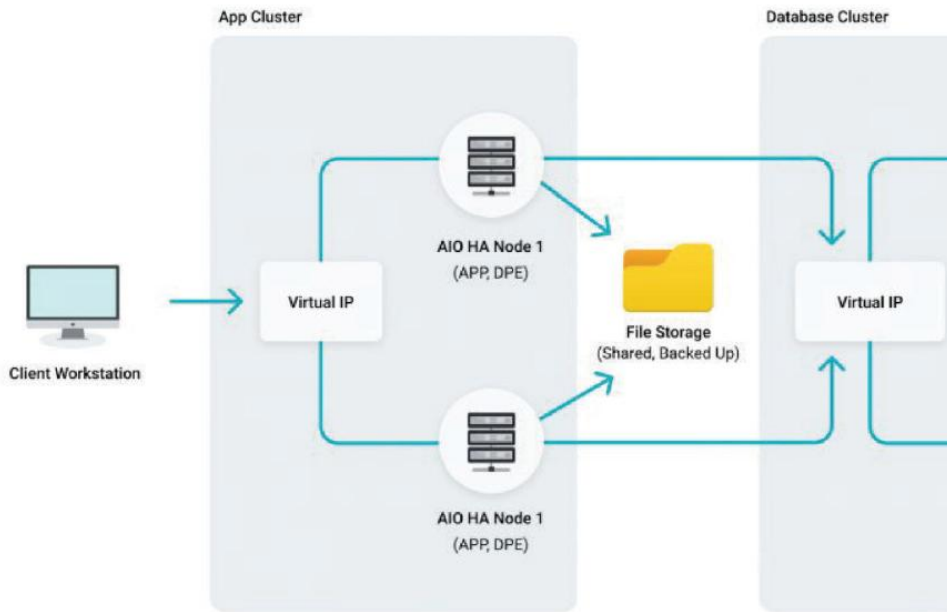 App Cluster
Database Cluster
AIO HA Node 1
(APP, DPE)
Client Workstation
Virtual IP
File Storage
(Shared, Backed Up)
Virtual IP
AIO HA Node 1
(APP, DPE)